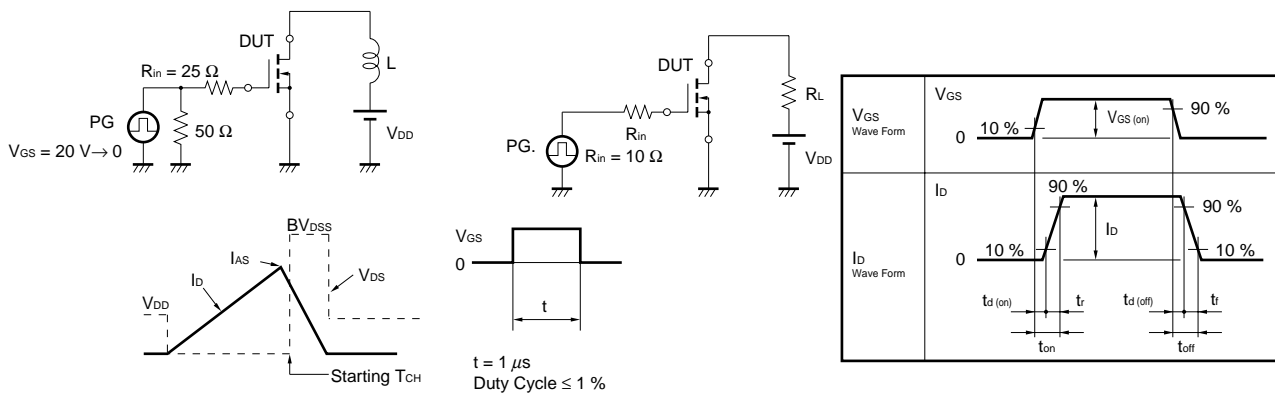 DUT
L
Rin = 25 Ω
PG
50 Ω
VDD
VGS = 20 V→0
BVDSS
IAS
ID
VDS
VDD
Starting TCH
DUT
RL
Rin
PG.
Rin = 10 Ω
VDD
VGS
0
t
t = 1 μs
Duty Cycle ≤ 1 %
VGS
Wave Form
VGS
90 %
VGS (on)
10 %
0
ID
Wave Form
ID
90 %
90 %
ID
10 %
0
10 %
td (on)
tr
td (off)
tf
ton
toff